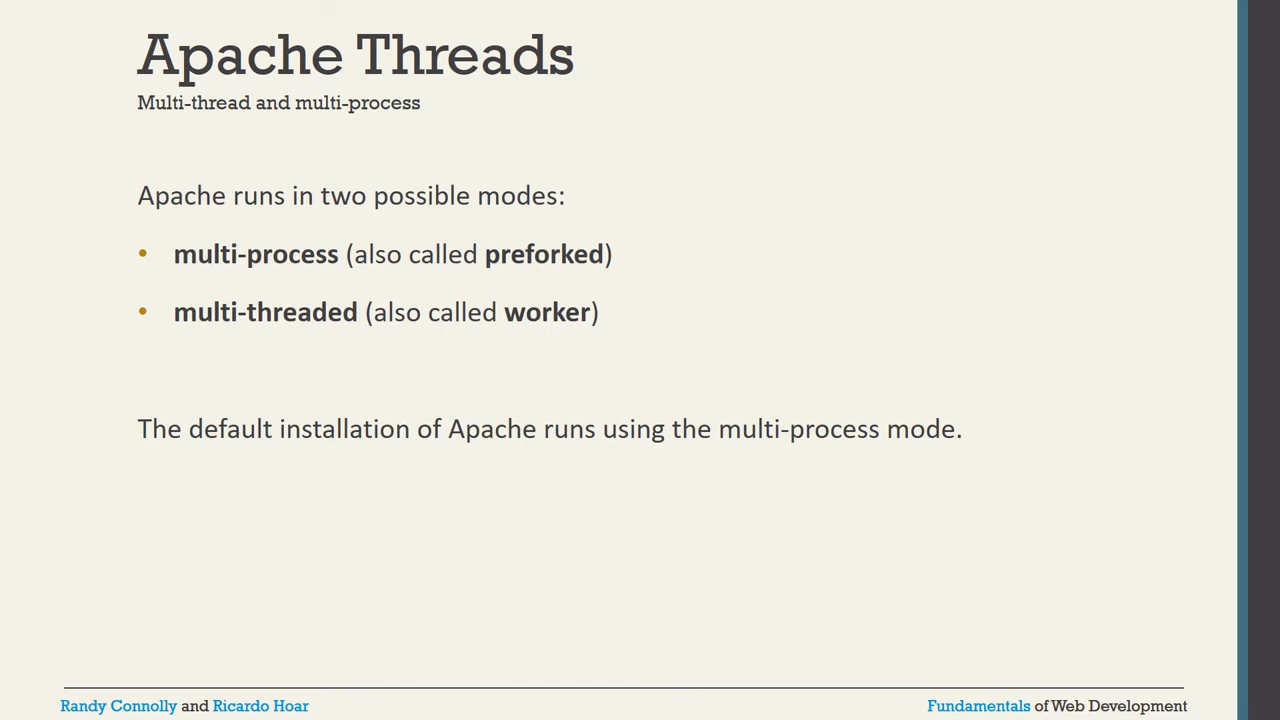 Apache Threads
Multi-thread and multi-process
Apache runs in two possible modes:
• multi-process (also called preforked)
• multi-threaded (also called worker)
The default installation of Apache runs using the multi-process mode.
Randy Connolly and Ricardo Hoar
Fundamentals of Web Development